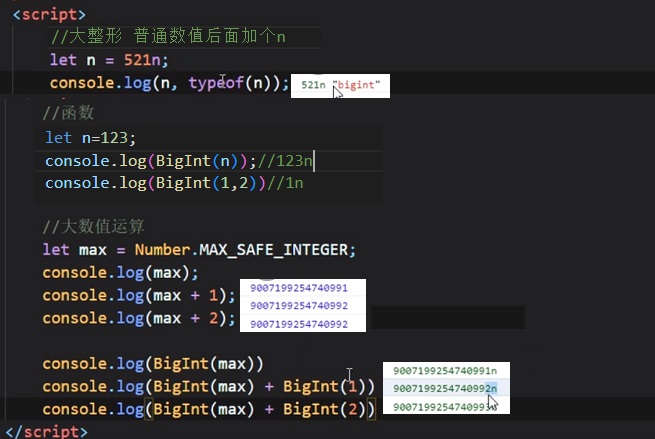 <script>
//大整形 普通数值后面加个n
let n = 521n;
console.log(n, typeof(n)); 521n "bigint"
//函数
let n=123;
console.log(BigInt(n));//123n
console.log(BigInt(1,2))//1n
//大数值运算
let max = Number.MAX_SAFE_INTEGER;
console.log(max);
console.log(max + 1);
console.log(max + 2);
9007199254740991
9007199254740992
9007199254740992
console.log(BigInt(max))
console.log(BigInt(max) + BigInt(1))
console.log(BigInt(max) + BigInt(2))
9007199254740991n
9007199254740992n
9007199254740993n
</script>